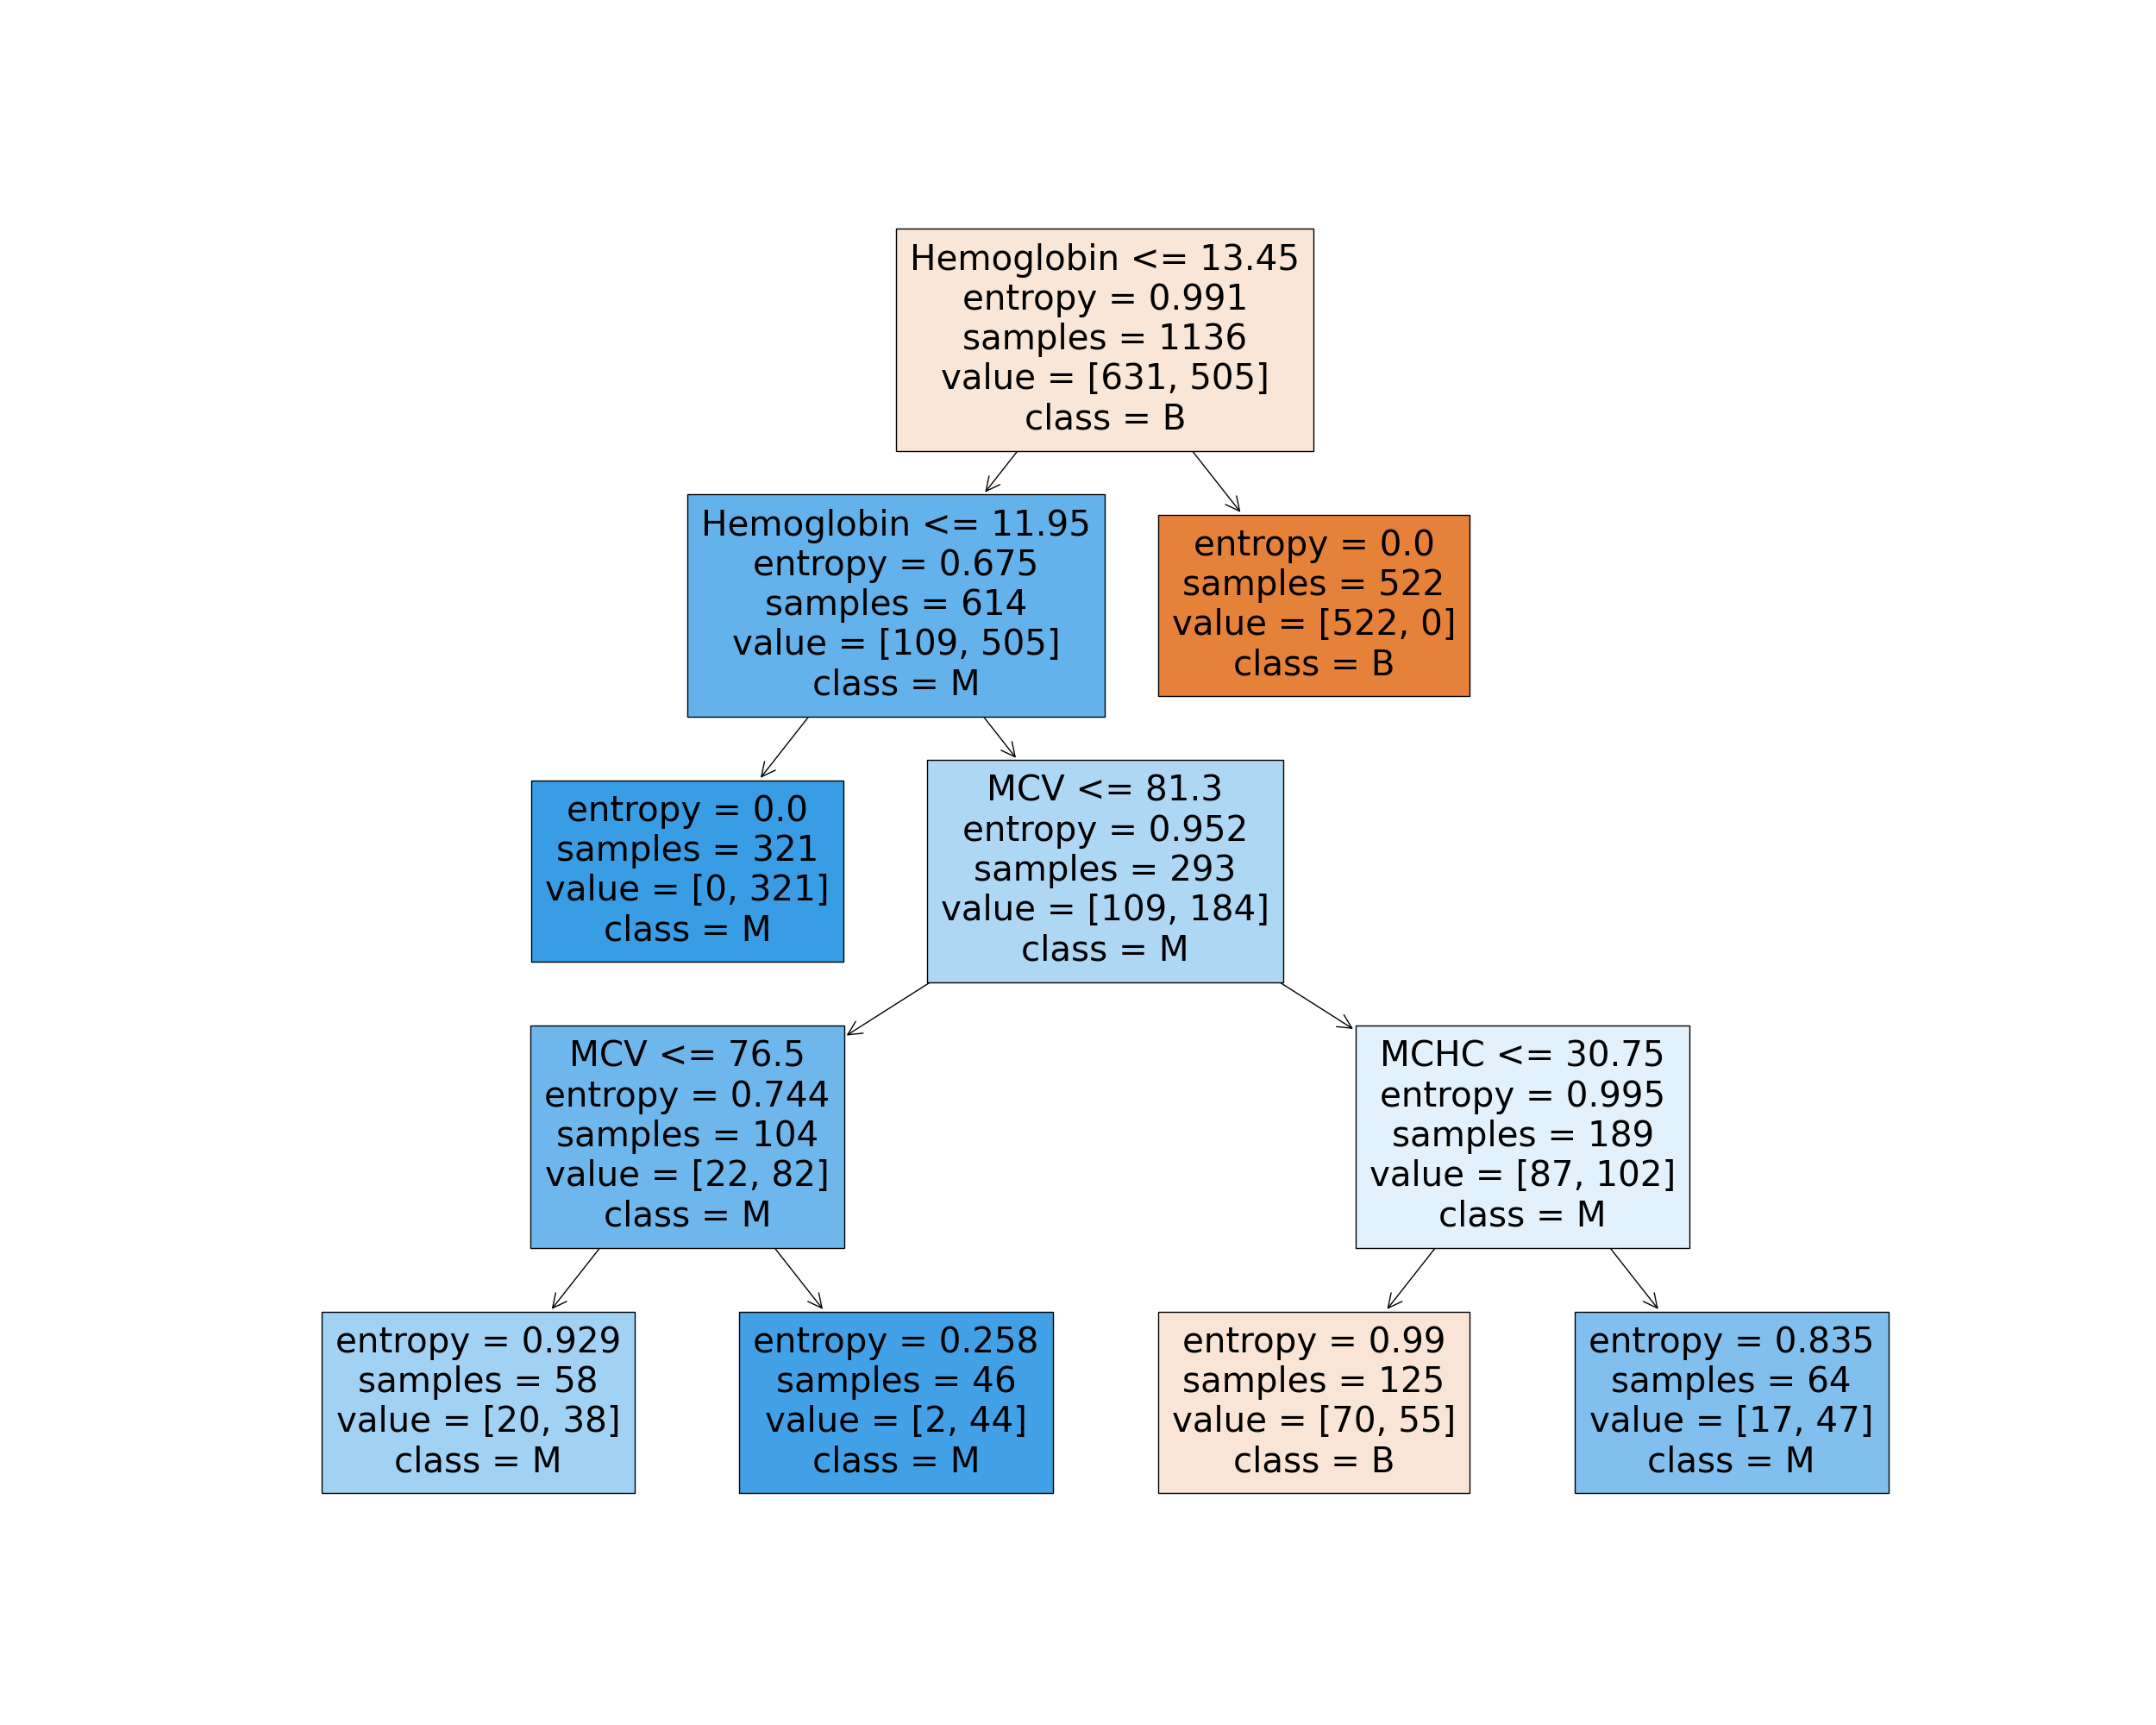 Hemoglobin <= 13.45
entropy = 0.991
samples = 1136
value = [631, 505]
class = B
Hemoglobin <= 11.95
entropy = 0.675
samples = 614
value = [109, 505]
class = M
entropy = 0.0
samples = 522
value = [522, 0]
class = B
entropy = 0.0
samples = 321
value = [0, 321]
class = M
MCV <= 81.3
entropy = 0.952
samples = 293
value = [109, 184]
class = M
MCV <= 76.5
entropy = 0.744
samples = 104
value = [22, 82]
class = M
MCHC <= 30.75
entropy = 0.995
samples = 189
value = [87, 102]
class = M
entropy = 0.929
samples = 58
value = [20, 38]
class = M
entropy = 0.258
samples = 46
value = [2, 44]
class = M
entropy = 0.99
samples = 125
value = [70, 55]
class = B
entropy = 0.835
samples = 64
value = [17, 47]
class = M